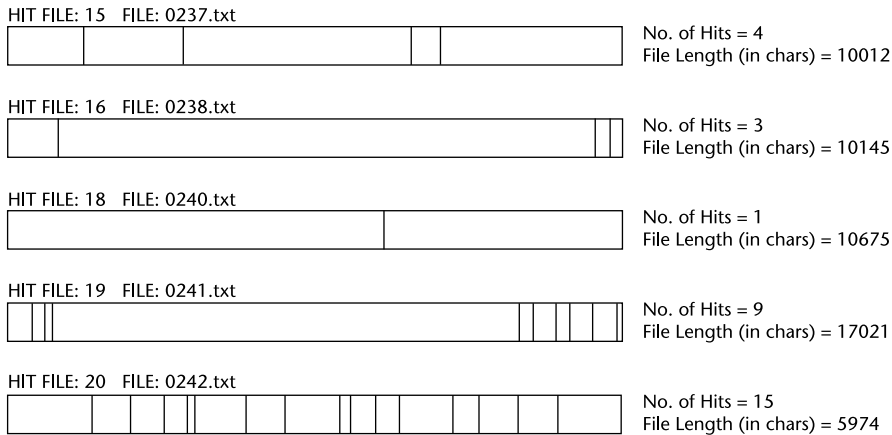 HIT FILE: 15 FILE: 0237.txt
No. of Hits = 4
File Length (in chars) = 10012
HIT FILE: 16 FILE: 0238.txt
No. of Hits = 3
File Length (in chars) = 10145
HIT FILE: 18 FILE: 0240.txt
No. of Hits = 1
File Length (in chars) = 10675
HIT FILE: 19 FILE: 0241.txt
No. of Hits = 9
File Length (in chars) = 17021
HIT FILE: 20 FILE: 0242.txt
No. of Hits = 15
File Length (in chars) = 5974